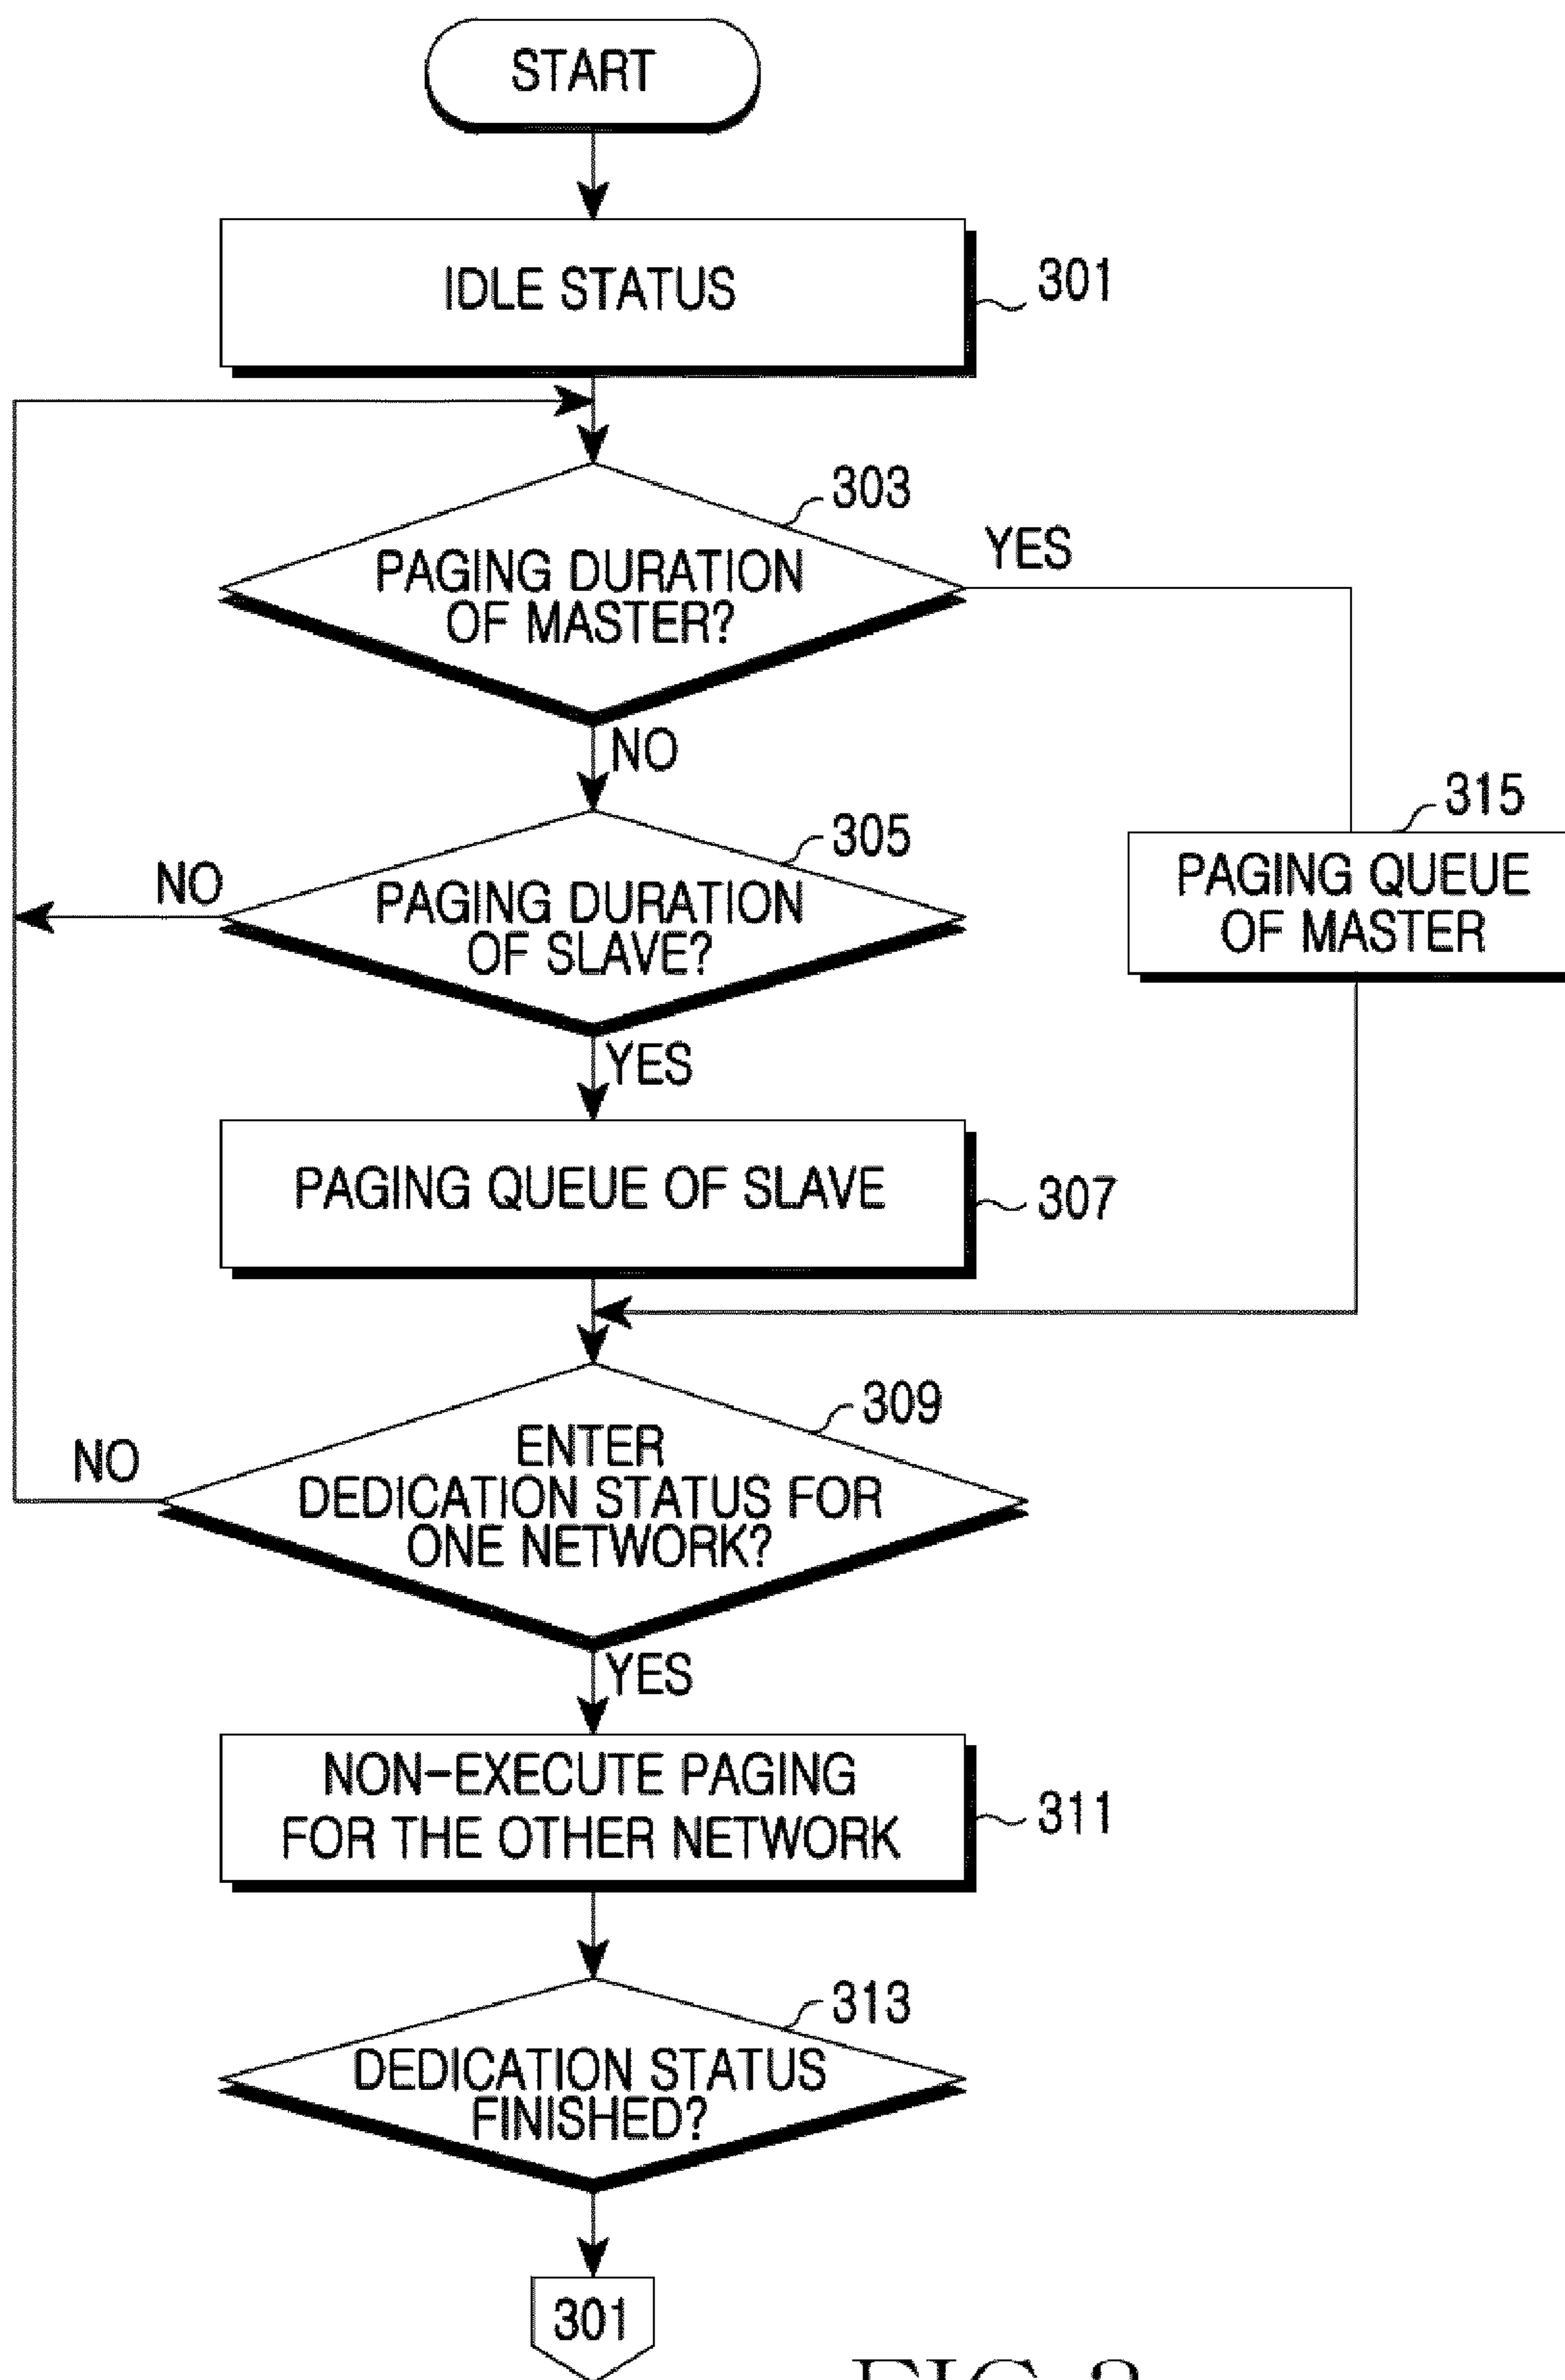 START
IDLE STATUS
301
303
PAGING DURATION
OF MASTER?
YES
NO
315
PAGING QUEUE
OF MASTER
305
NO
PAGING DURATION
OF SLAVE?
YES
PAGING QUEUE OF SLAVE
307
309
NO
ENTER
DEDICATION STATUS FOR
ONE NETWORK?
YES
NON-EXECUTE PAGING
FOR THE OTHER NETWORK
311
313
DEDICATION STATUS
FINISHED?
301